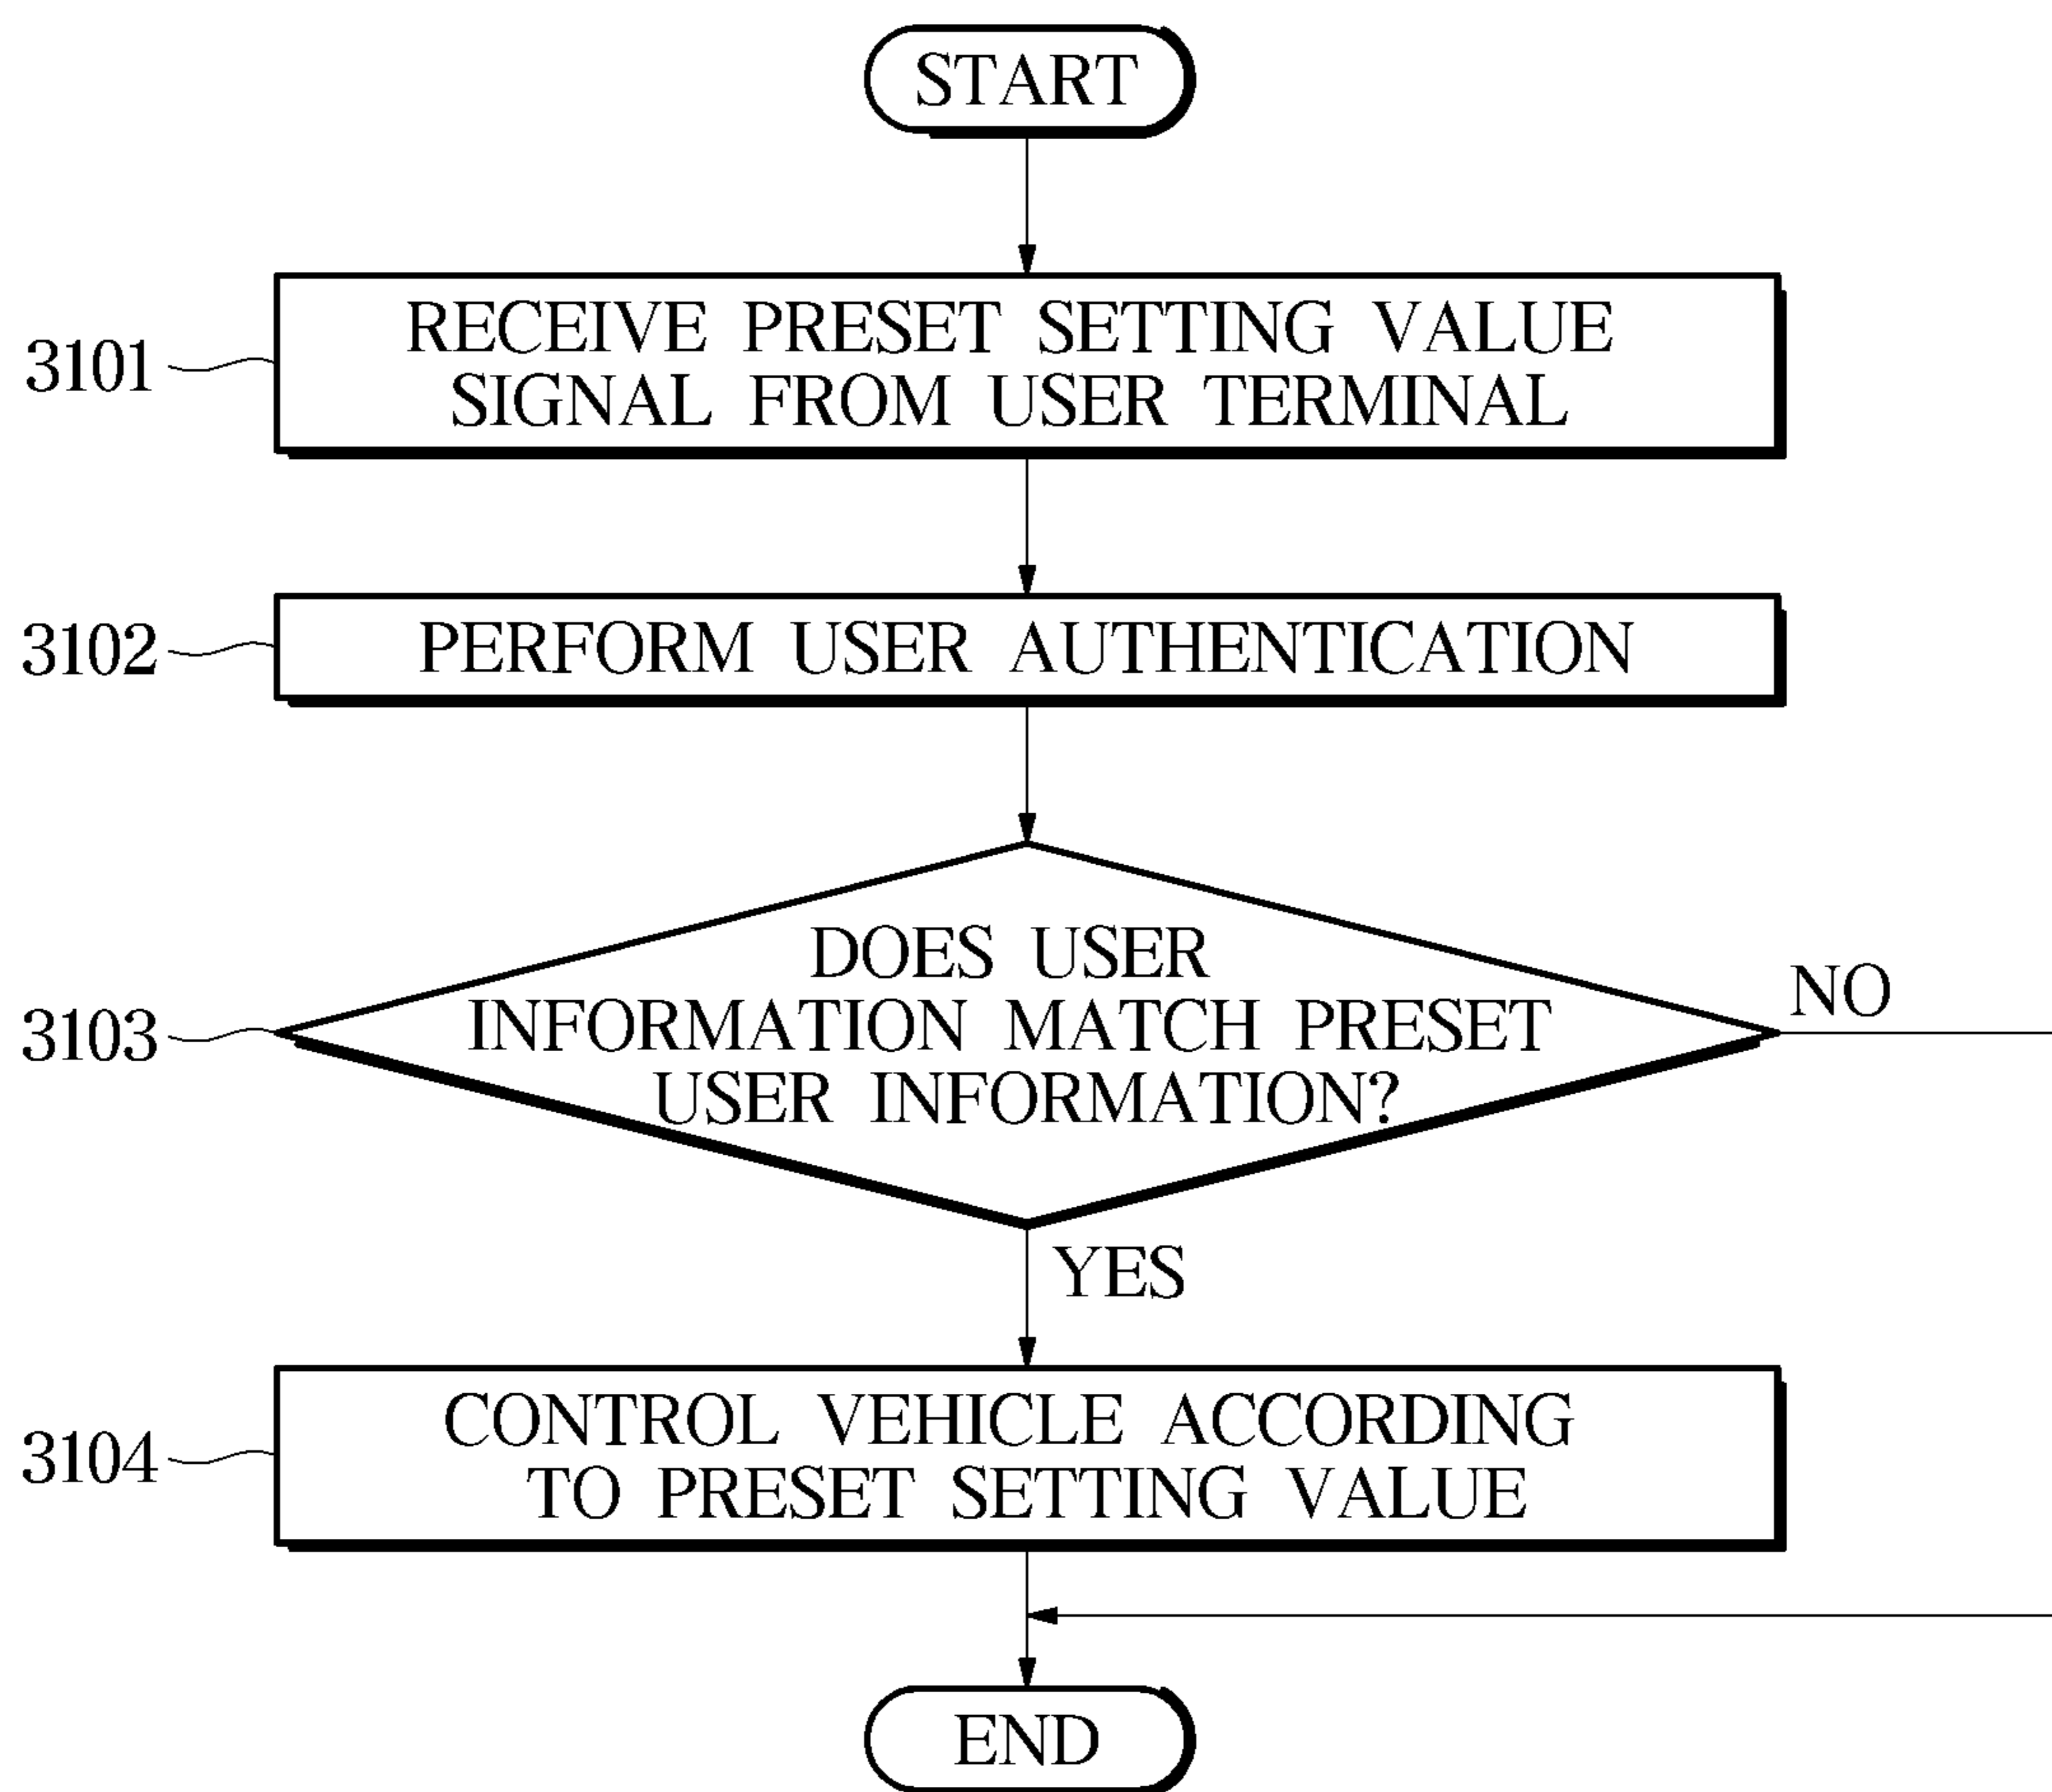 START
3101
RECEIVE PRESET SETTING VALUE
SIGNAL FROM USER TERMINAL
3102
PERFORM USER AUTHENTICATION
3103
DOES USER
INFORMATION MATCH PRESET
USER INFORMATION?
NO
YES
3104
CONTROL VEHICLE ACCORDING
TO PRESET SETTING VALUE
END